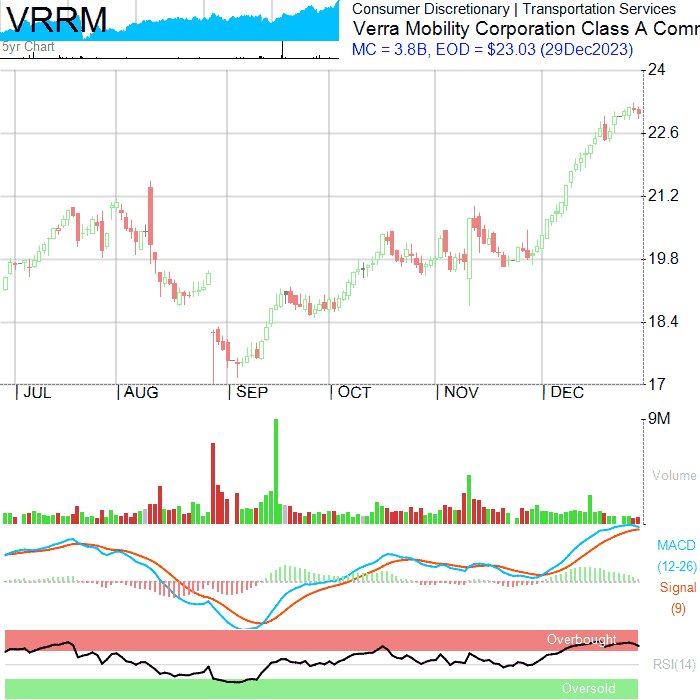 VRRM
5yr Chart
Consumer Discretionary | Transportation Services
Verra Mobility Corporation Class A Comm
MC = 3.8B, EOD = $23.03 (29Dec2023)
24
22.6
21.2
19.8
18.4
17
| JUL | AUG | SEP | OCT | NOV | DEC
9M
Volume
MACD
(12-26)
Signal
(9)
Overbought
RSI(14)
Oversold